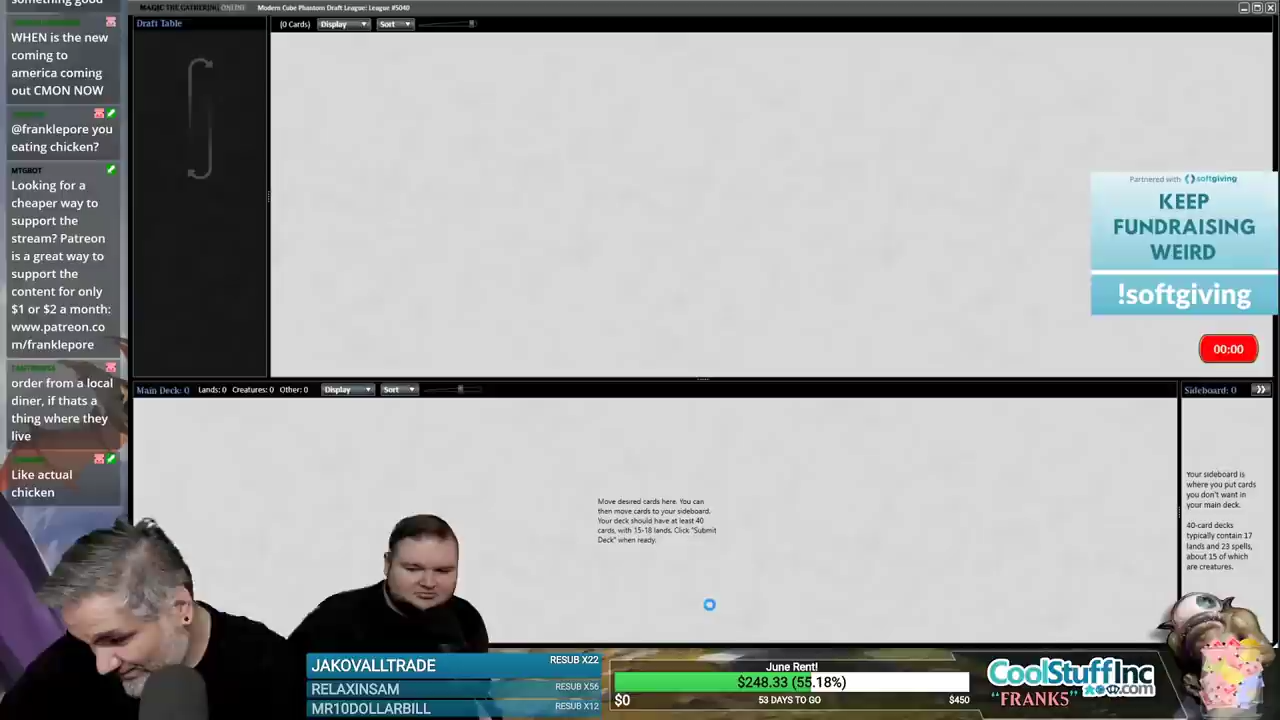 something good
WHEN is the new
coming to
america coming
out CMON NOW
@franklepore you
eating chicken?
MTGBOT
Looking for a
cheaper way to
support the
stream? Patreon
is a great way to
support the
content for only
$1 or $2 a month:
www.patreon.co
m/franklepore
order from a local
diner, if thats a
thing where they
live
Like actual
chicken
MAGIC THE GATHERING ONLINE Modern Cube Phantom Draft League: League #5040
Draft Table
(0 Cards) Display Sort
Partnered with softgiving
KEEP
FUNDRAISING
WEIRD
!softgiving
00:00
Main Deck: 0 Lands: 0 Creatures: 0 Other: 0 Display Sort
Sideboard: 0
Move desired cards here. You can
then move cards to your sideboard.
Your deck should have at least 40
cards, with 15-18 lands. Click "Submit
Deck" when ready.
Your sideboard is
where you put cards
you don't want in
your main deck.
40-card decks
typically contain 17
lands and 23 spells,
about 15 of which
are creatures.
JAKOVALLTRADE RESUB X22
RELAXINSAM RESUB X56
MR10DOLLARBILL RESUB X12
June Rent!
$248.33 (55.18%)
$0 53 DAYS TO GO $450
CoolStuffInc
.com
"FRANKS"